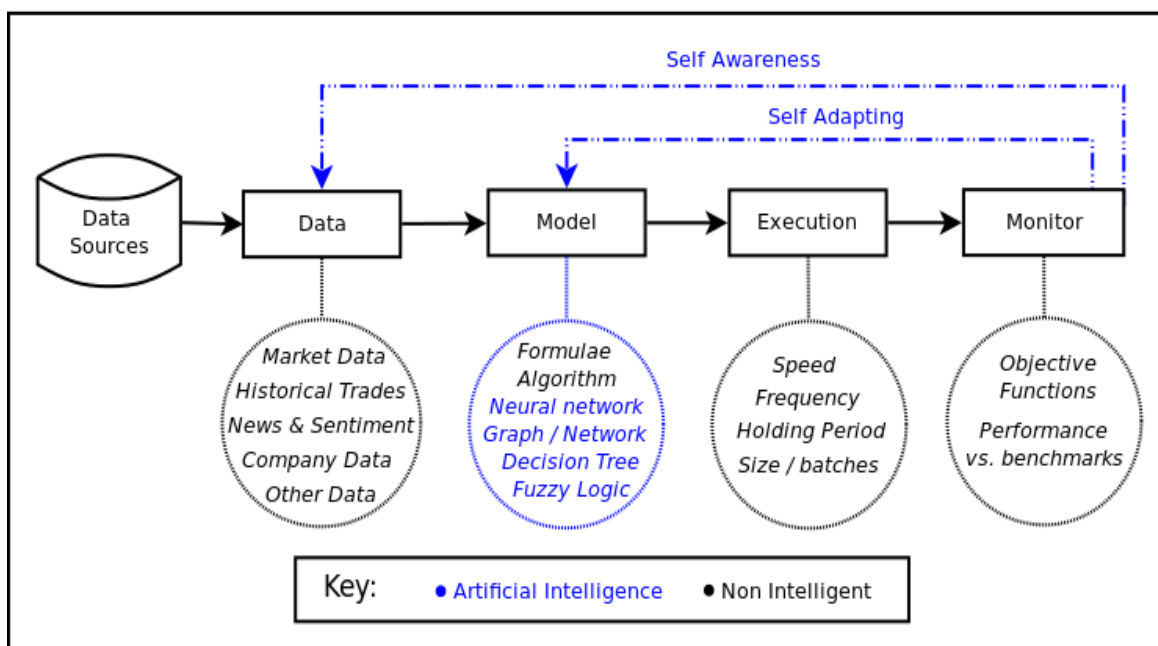 Self Awareness
Self Adapting
Data
Sources
Data
Model
Execution
Monitor
Market Data
Historical Trades
News & Sentiment
Company Data
Other Data
Formulae
Algorithm
Neural network
Graph / Network
Decision Tree
Fuzzy Logic
Speed
Frequency
Holding Period
Size / batches
Objective
Functions
Performance
vs. benchmarks
Key:
Artificial Intelligence
Non Intelligent